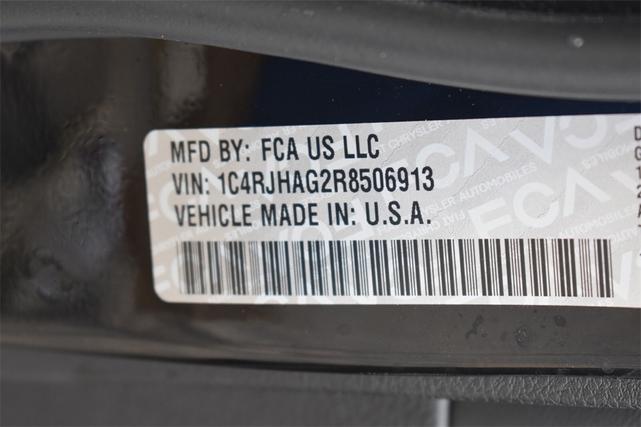 MFD BY: FCA US LLC
VIN: 1C4RJHAG2R8506913
VEHICLE MADE IN: U.S.A.